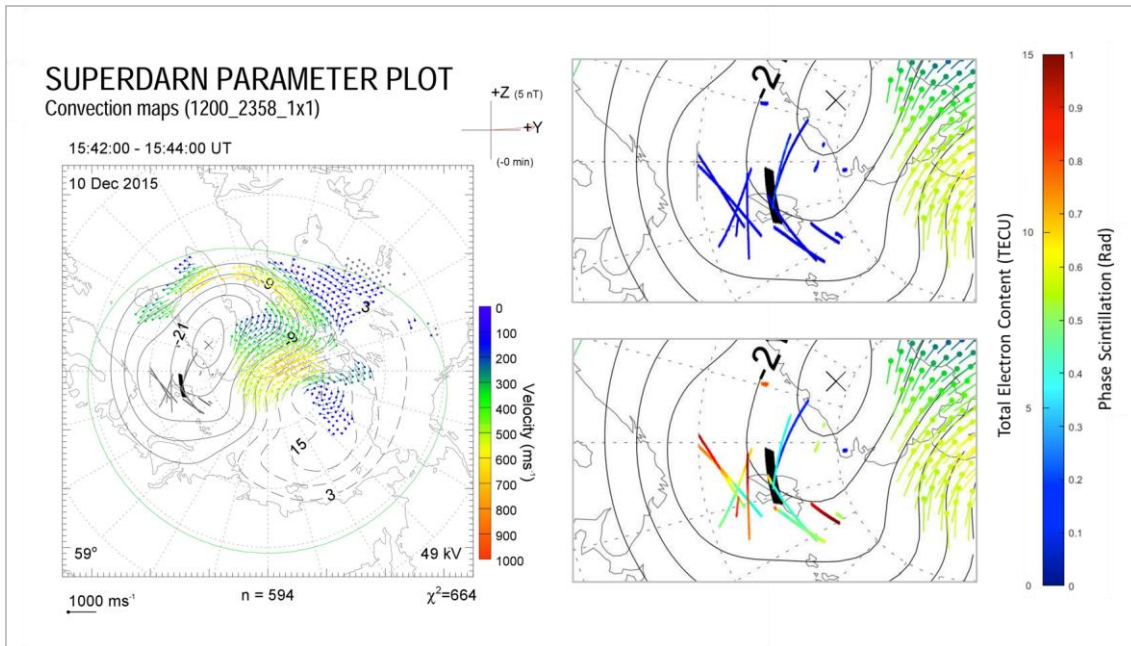 SUPERDARN PARAMETER PLOT
Convection maps (1200_2358_1x1)
+Z (5 nT)
+Y
(-0 min)
15:42:00 - 15:44:00 UT
10 Dec 2015
-9
-3
-21
-9
15
3
59°
49 kV
1000 ms⁻¹
n = 594
χ²=664
0
100
200
300
400
500
600
700
800
900
1000
Velocity (ms⁻¹)
-2
-2
Total Electron Content (TECU)
15
10
5
0
1
0.9
0.8
0.7
0.6
0.5
0.4
0.3
0.2
0.1
0
Phase Scintillation (Rad)